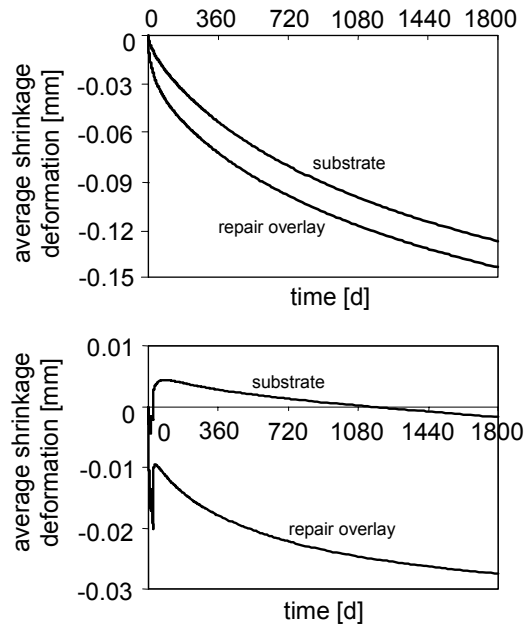 0 360 720 1080 1440 1800
0
-0.03
-0.06
-0.09
-0.12
-0.15
average shrinkage
deformation [mm]
substrate
repair overlay
time [d]
0.01
0
-0.01
-0.02
-0.03
average shrinkage
deformation [mm]
substrate
0 360 720 1080 1440 1800
repair overlay
time [d]